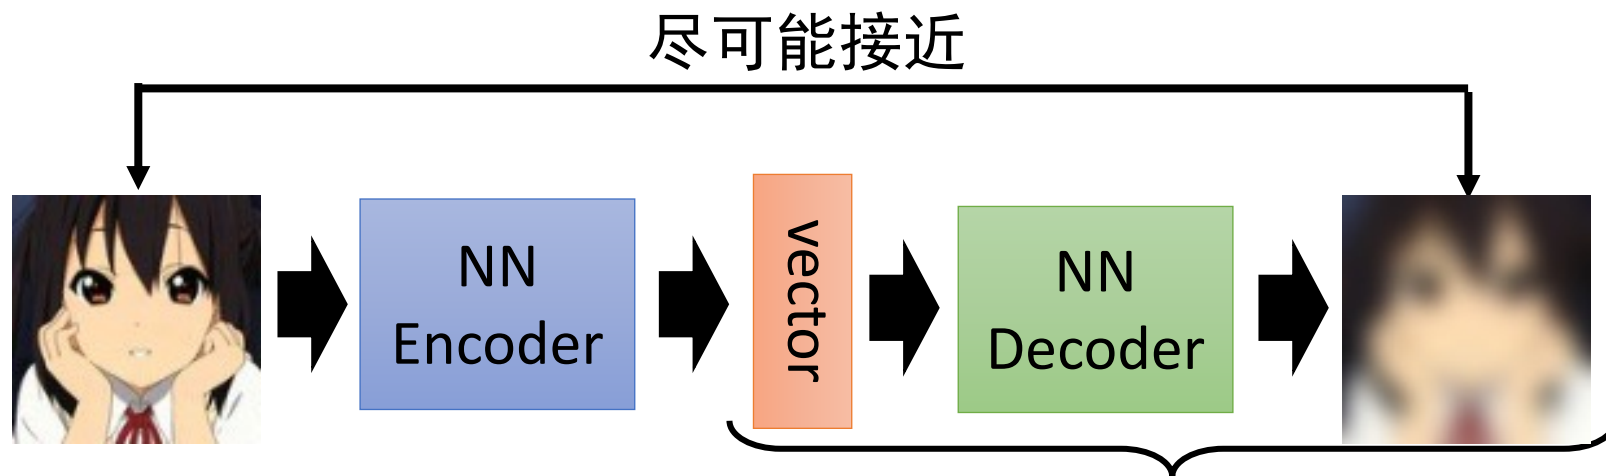 尽可能接近
NN
Encoder
vector
NN
Decoder